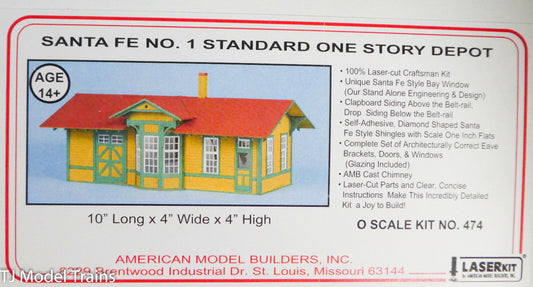 SANTA FE NO. 1 STANDARD ONE STORY DEPOT
AGE
14+
• 100% Laser-cut Craftsman Kit
• Unique Santa Fe Style Bay Window
(Our Stand Alone Engineering & Design)
• Clapboard Siding Above the Belt-rail,
Drop Siding Below the Belt-rail
• Self-Adhesive, Diamond Shaped Santa
Fe Style Shingles with Scale One Inch Flats
• Complete Set of Architecturally Correct Eave
Brackets, Doors, & Windows
(Glazing Included)
• AMB Cast Chimney
• Laser-Cut Parts and Clear, Concise
Instructions Make This Incredibly Detailed
Kit a Joy to Build!
10" Long x 4" Wide x 4" High
O SCALE KIT NO. 474
AMERICAN MODEL BUILDERS, INC.
8229 Brentwood Industrial Dr. St. Louis, Missouri 63144
LASERKIT
by AMERICAN MODEL BUILDERS, INC.
TJ Model Trains